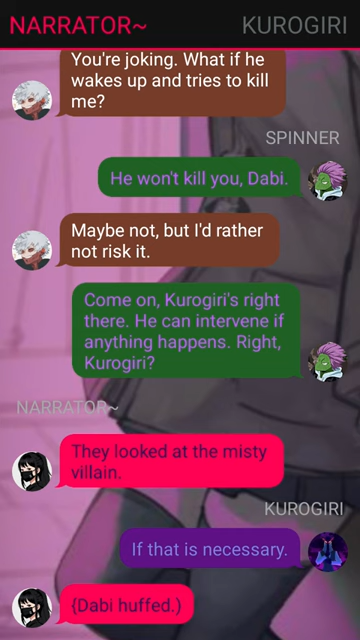 NARRATOR~ KUROGIRI
You're joking. What if he
wakes up and tries to kill
me?
SPINNER
He won't kill you, Dabi.
Maybe not, but I'd rather
not risk it.
Come on, Kurogiri's right
there. He can intervene if
anything happens. Right,
Kurogiri?
NARRATOR~
They looked at the misty
villain.
KUROGIRI
If that is necessary.
{Dabi huffed.)